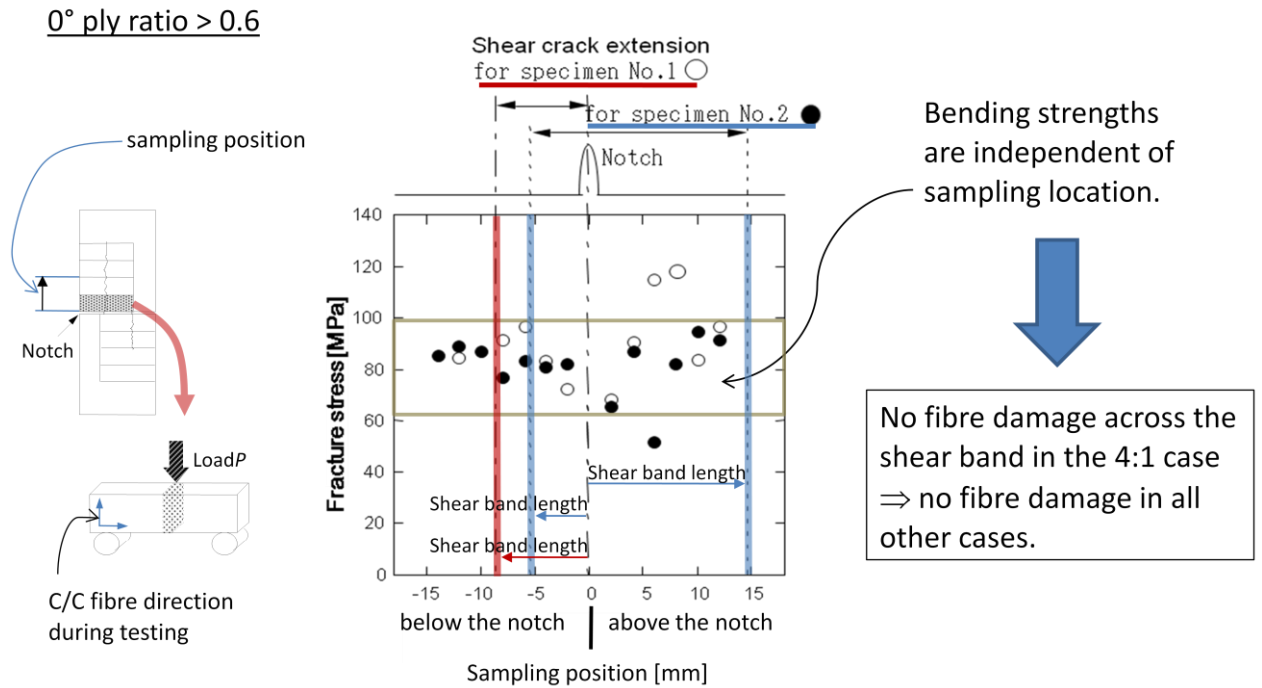 0° ply ratio > 0.6
Shear crack extension
for specimen No.1
for specimen No.2
Notch
sampling position
Notch
LoadP
C/C fibre direction
during testing
Fracture stress[MPa]
140
120
100
80
60
40
20
0
Shear band length
Shear band length
Shear band length
-15
-10
-5
0
5
10
15
below the notch
above the notch
Sampling position [mm]
Bending strengths
are independent of
sampling location.
No fibre damage across the
shear band in the 4:1 case
⇒ no fibre damage in all
other cases.